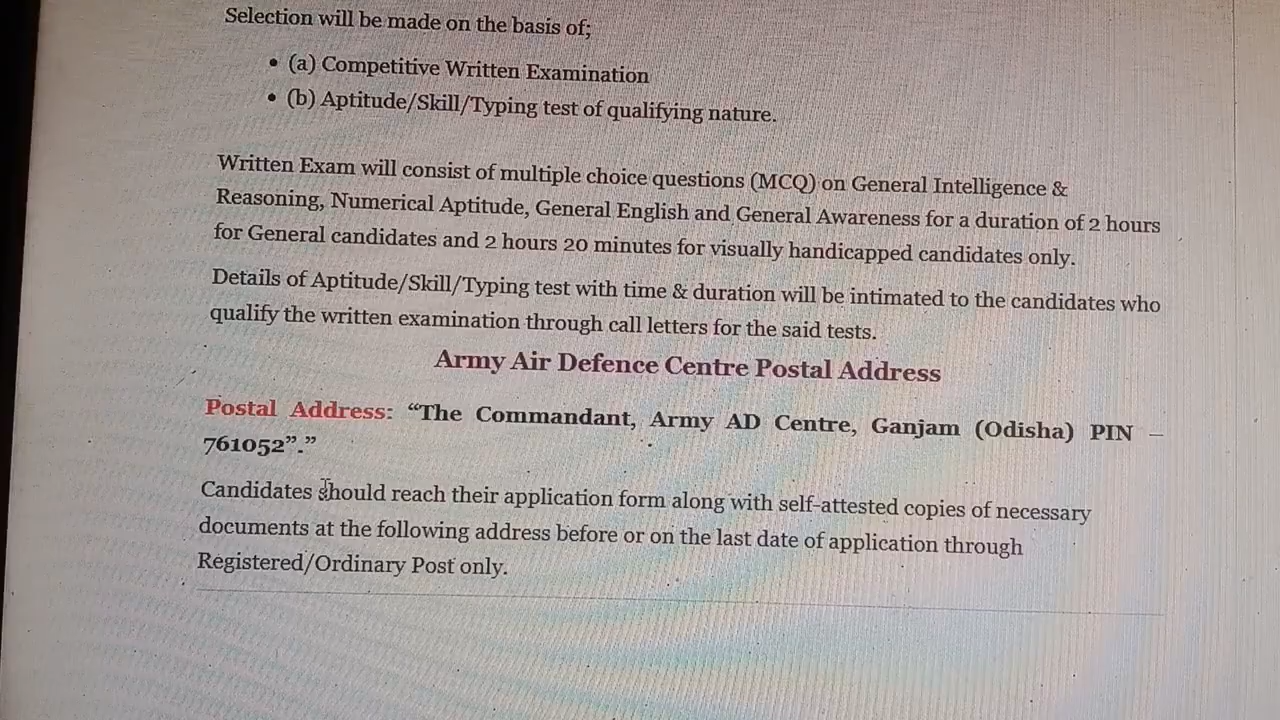 Selection will be made on the basis of;
• (a) Competitive Written Examination
• (b) Aptitude/Skill/Typing test of qualifying nature.
Written Exam will consist of multiple choice questions (MCQ) on General Intelligence &
Reasoning, Numerical Aptitude, General English and General Awareness for a duration of 2 hours
for General candidates and 2 hours 20 minutes for visually handicapped candidates only.
Details of Aptitude/Skill/Typing test with time & duration will be intimated to the candidates who
qualify the written examination through call letters for the said tests.
Army Air Defence Centre Postal Address
Postal Address: “The Commandant, Army AD Centre, Ganjam (Odisha) PIN –
761052”.”
Candidates should reach their application form along with self-attested copies of necessary
documents at the following address before or on the last date of application through
Registered/Ordinary Post only.